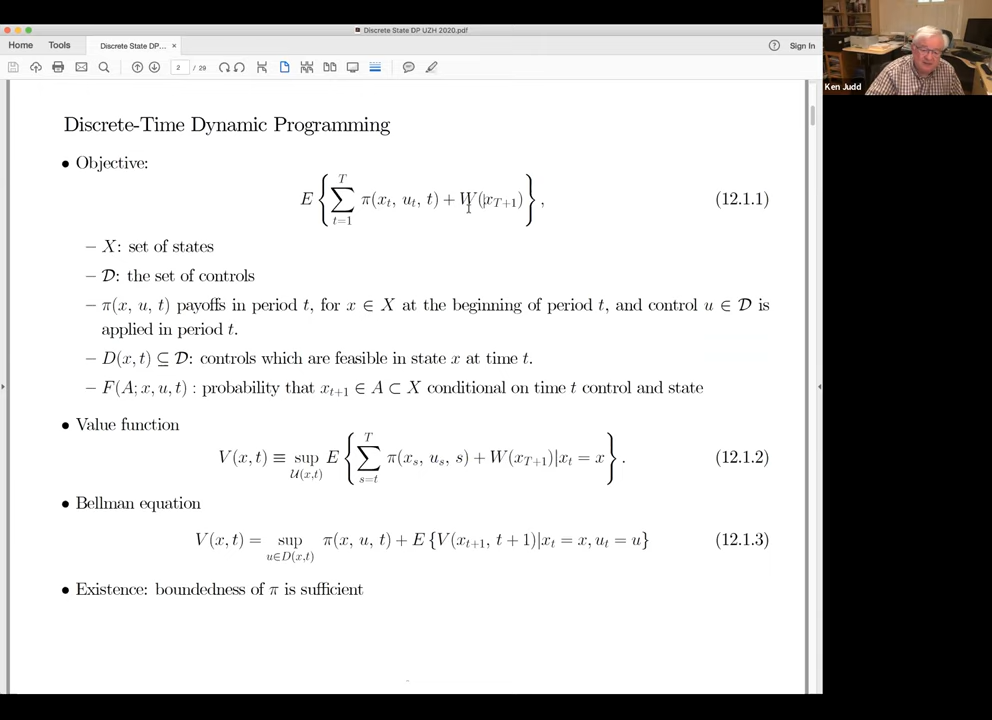 Discrete State DP UZH 2020.pdf
Home Tools Discrete State DP... × Sign In
2 / 29
Ken Judd
Discrete-Time Dynamic Programming
• Objective:
E { ∑_{t=1}^{T} π(x_t, u_t, t) + W(x_{T+1}) } , (12.1.1)
– X: set of states
– 𝒟: the set of controls
– π(x, u, t) payoffs in period t, for x ∈ X at the beginning of period t, and control u ∈ 𝒟 is
applied in period t.
– D(x, t) ⊆ 𝒟: controls which are feasible in state x at time t.
– F(A; x, u, t) : probability that x_{t+1} ∈ A ⊂ X conditional on time t control and state
• Value function
V(x, t) ≡ sup_{𝒰(x,t)} E { ∑_{s=t}^{T} π(x_s, u_s, s) + W(x_{T+1})|x_t = x } . (12.1.2)
• Bellman equation
V(x, t) = sup_{u∈D(x,t)} π(x, u, t) + E {V(x_{t+1}, t + 1)|x_t = x, u_t = u} (12.1.3)
• Existence: boundedness of π is sufficient